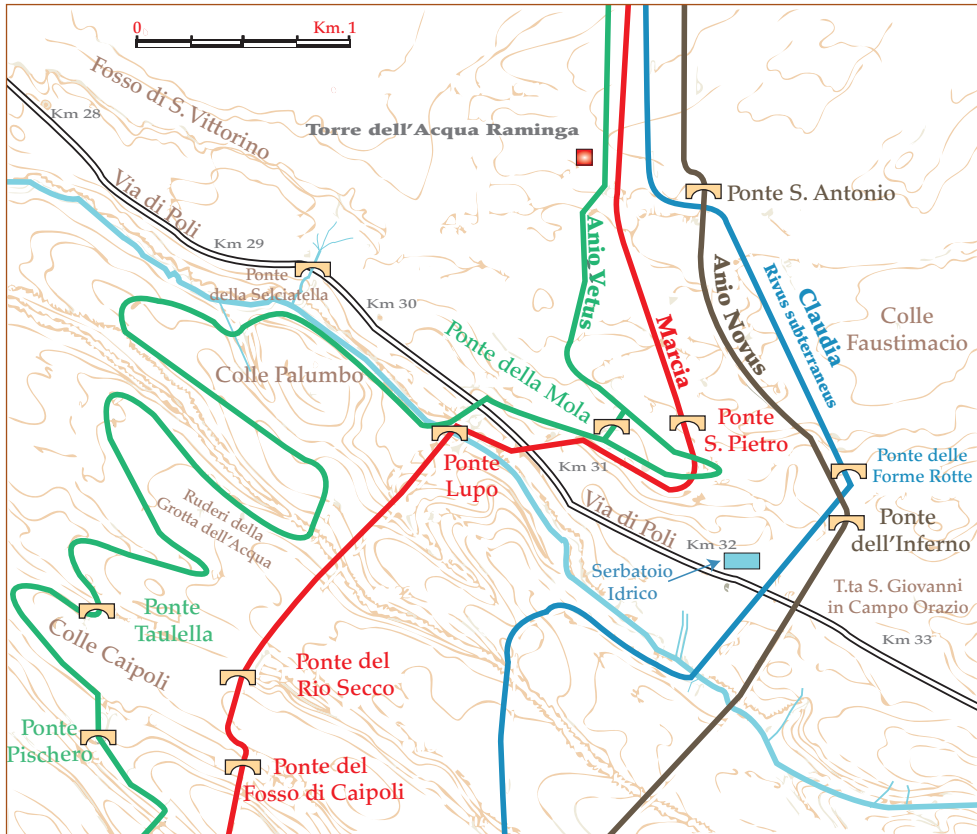 0 Km. 1
Km 28
Fosso di S. Vittorino
Torre dell'Acqua Raminga
Via di Poli
Ponte S. Antonio
Km 29
Ponte
della Selciatella
Km 30
Anio Vetus
Marcia
Anio Novus
Claudia
Rivus subterraneus
Colle
Faustimacio
Colle Palumbo
Ponte della Mola
Ponte
S. Pietro
Ponte
Lupo
Km 31
Ponte delle
Forme Rotte
Ruderi della
Grotta dell'Acqua
Via di Poli
Ponte
dell'Inferno
Km 32
Serbatoio
Idrico
T.ta S. Giovanni
in Campo Orazio
Km 33
Ponte
Taulella
Colle Caipoli
Ponte del
Rio Secco
Ponte
Pischero
Ponte del
Fosso di Caipoli